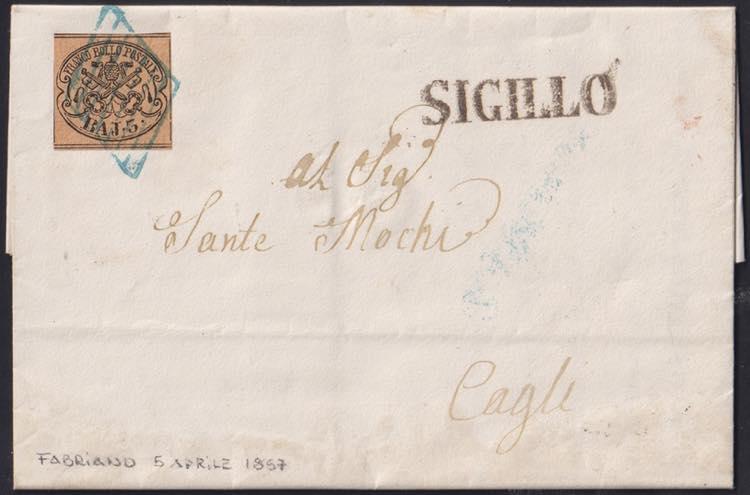 FRANCO BOLLO POSTALE
BAJ. 5.
SIGILLO
Al Sig.
Sante Mochi
Cagli
FABRIANO 5 APRILE 1857